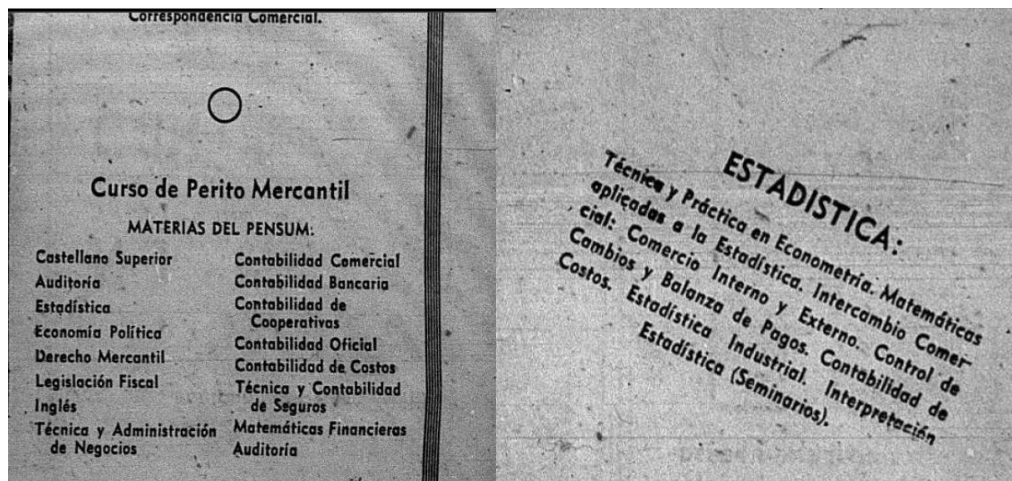 Correspondencia Comercial.
Curso de Perito Mercantil
MATERIAS DEL PENSUM:
Castellano Superior
Auditoría
Estadística
Economía Política
Derecho Mercantil
Legislación Fiscal
Inglés
Técnica y Administración
de Negocios
Contabilidad Comercial
Contabilidad Bancaria
Contabilidad de
Cooperativas
Contabilidad Oficial
Contabilidad de Costos
Técnica y Contabilidad
de Seguros
Matemáticas Financieras
Auditoría
ESTADISTICA:
Técnica y Práctica en Econometría. Matemáticas
aplicadas a la Estadística. Intercambio Comer-
cial: Comercio Interno y Externo. Control de
Cambios y Balanza de Pagos. Contabilidad de
Costos. Estadística Industrial. Interpretación
Estadística (Seminarios).